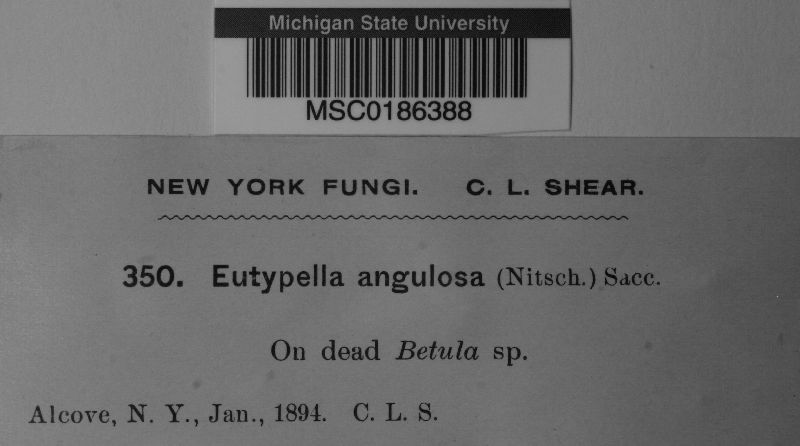 Michigan State University
MSC0186388
NEW YORK FUNGI. C. L. SHEAR.
350. Eutypella angulosa (Nitsch.) Sacc.
On dead Betula sp.
Alcove, N. Y., Jan., 1894. C. L. S.